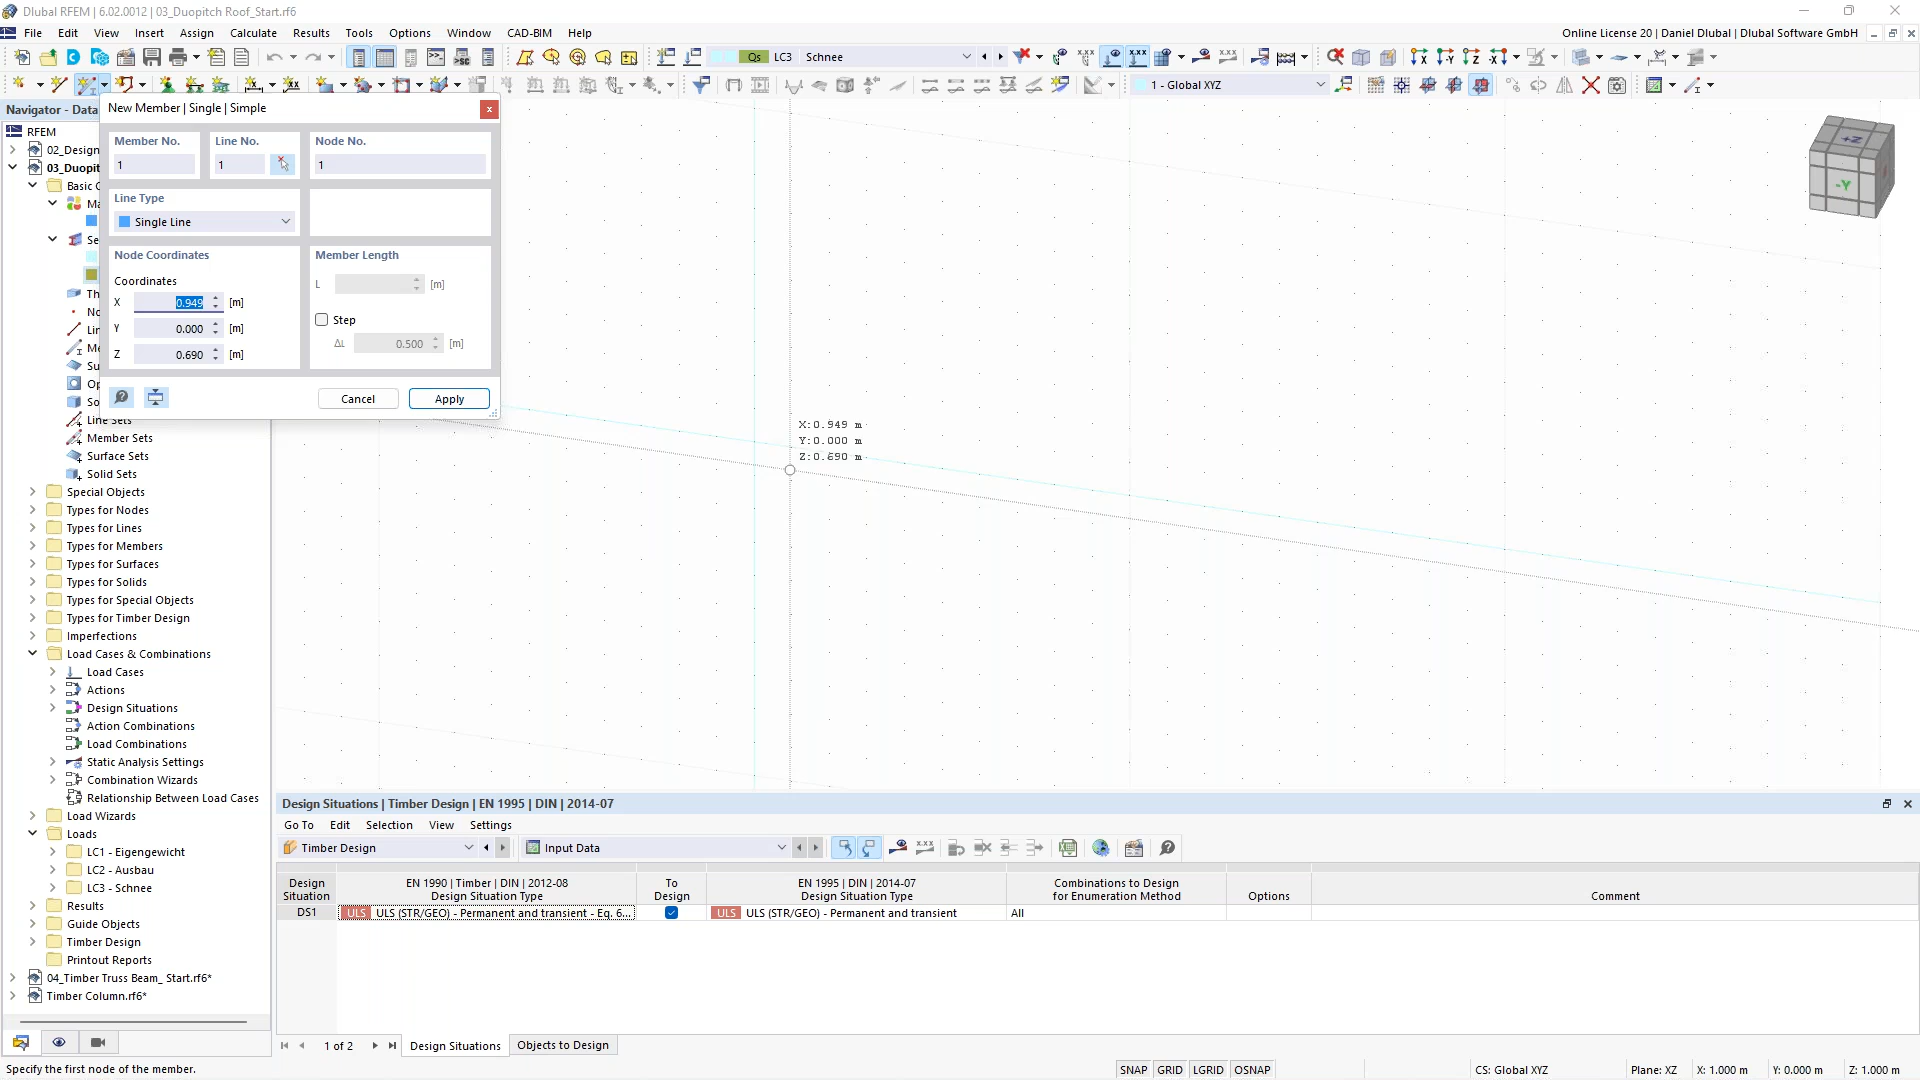 Dlubal RFEM | 6.02.0012 | 03_Duopitch Roof_Start.rf6
File Edit View Insert Assign Calculate Results Tools Options Window CAD-BIM Help
Online License 20 | Daniel Dlubal | Dlubal Software GmbH
Qs LC3 Schnee
1 - Global XYZ
Navigator - Data
New Member | Single | Simple
RFEM
02_Design
03_Duopit
Basic
Member No.
Line No.
Node No.
1
1
1
Line Type
Single Line
Node Coordinates
Member Length
Coordinates
L [m]
X 0.949 [m]
Step
Y 0.000 [m]
Z 0.690 [m]
0.500 [m]
Cancel
Apply
Line Sets
Member Sets
Surface Sets
Solid Sets
Special Objects
Types for Nodes
Types for Lines
Types for Members
Types for Surfaces
Types for Solids
Types for Special Objects
Types for Timber Design
Imperfections
Load Cases & Combinations
Load Cases
Actions
Design Situations
Action Combinations
Load Combinations
Static Analysis Settings
Combination Wizards
Relationship Between Load Cases
Load Wizards
Loads
LC1 - Eigengewicht
LC2 - Ausbau
LC3 - Schnee
Results
Guide Objects
Timber Design
Printout Reports
04_Timber Truss Beam_ Start.rf6*
Timber Column.rf6*
X:0.949 m
Y:0.000 m
Z:0.690 m
+Z
-Y
Design Situations | Timber Design | EN 1995 | DIN | 2014-07
Go To Edit Selection View Settings
Timber Design
Input Data
Design Situation
EN 1990 | Timber | DIN | 2012-08 Design Situation Type
To Design
EN 1995 | DIN | 2014-07 Design Situation Type
Combinations to Design for Enumeration Method
Options
Comment
DS1 ULS ULS (STR/GEO) - Permanent and transient - Eq. 6... ULS ULS (STR/GEO) - Permanent and transient All
1 of 2 Design Situations Objects to Design
Specify the first node of the member.
SNAP GRID LGRID OSNAP
CS: Global XYZ
Plane: XZ
X: 1.000 m
Y: 0.000 m
Z: 1.000 m